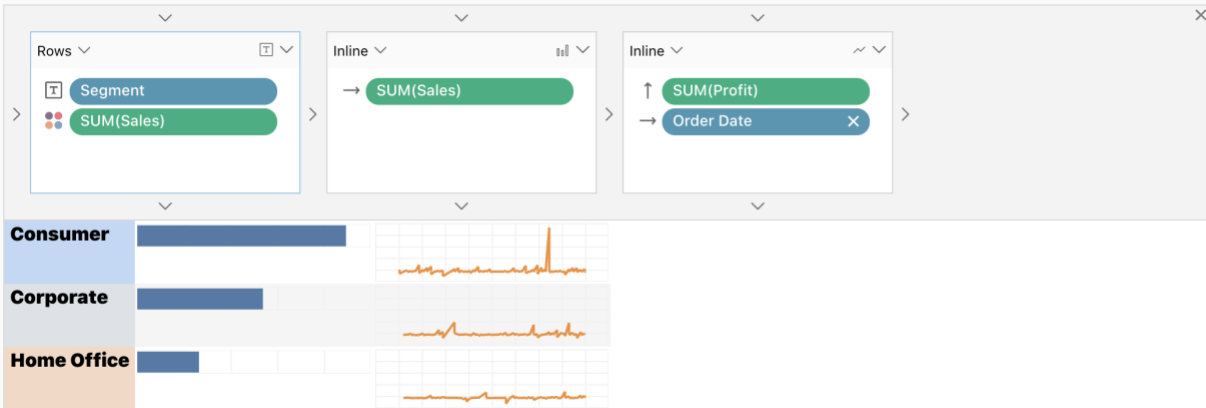 Rows
T
Inline
Inline
T Segment
SUM(Sales)
SUM(Sales)
SUM(Profit)
Order Date
Consumer
Corporate
Home Office